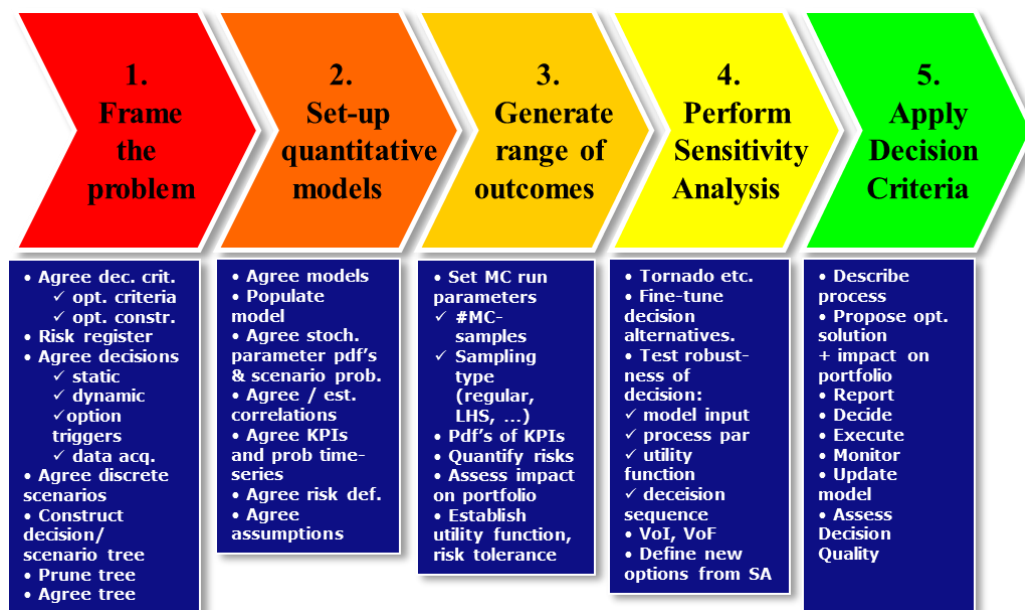 1.
Frame
the
problem
2.
Set-up
quantitative
models
3.
Generate
range of
outcomes
4.
Perform
Sensitivity
Analysis
5.
Apply
Decision
Criteria
• Agree dec. crit.
✓ opt. criteria
✓ opt. constr.
• Risk register
• Agree decisions
✓ static
✓ dynamic
✓option
triggers
✓ data acq.
• Agree discrete
scenarios
• Construct
decision/
scenario tree
• Prune tree
• Agree tree
• Agree models
• Populate
model
• Agree stoch.
parameter pdf's
& scenario prob.
• Agree / est.
correlations
• Agree KPIs
and prob time-
series
• Agree risk def.
• Agree
assumptions
• Set MC run
parameters
✓ #MC-
samples
✓ Sampling
type
(regular,
LHS, ...)
• Pdf's of KPIs
• Quantify risks
• Assess impact
on portfolio
• Establish
utility function,
risk tolerance
• Tornado etc.
• Fine-tune
decision
alternatives.
• Test robust-
ness of
decision:
✓ model input
✓ process par
✓ utility
function
✓ deceision
sequence
• VoI, VoF
• Define new
options from SA
• Describe
process
• Propose opt.
solution
+ impact on
portfolio
• Report
• Decide
• Execute
• Monitor
• Update
model
• Assess
Decision
Quality